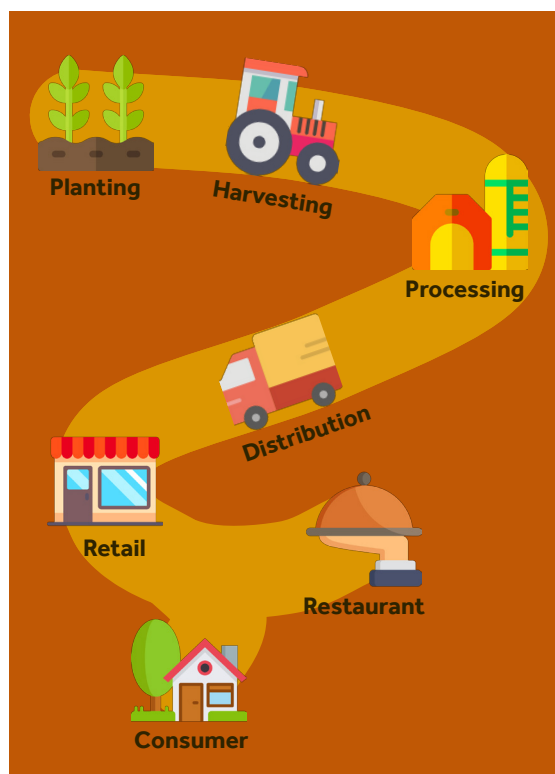 Planting
Harvesting
Processing
Distribution
Retail
Restaurant
Consumer